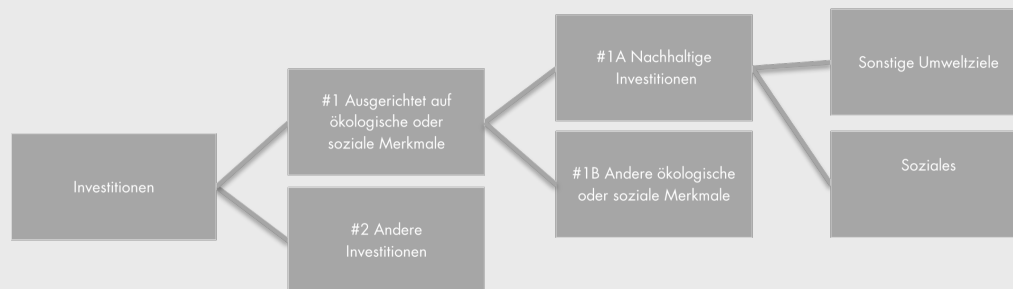 Investitionen
#1 Ausgerichtet auf
ökologische oder
soziale Merkmale
#2 Andere
Investitionen
#1A Nachhaltige
Investitionen
#1B Andere ökologische
oder soziale Merkmale
Sonstige Umweltziele
Soziales